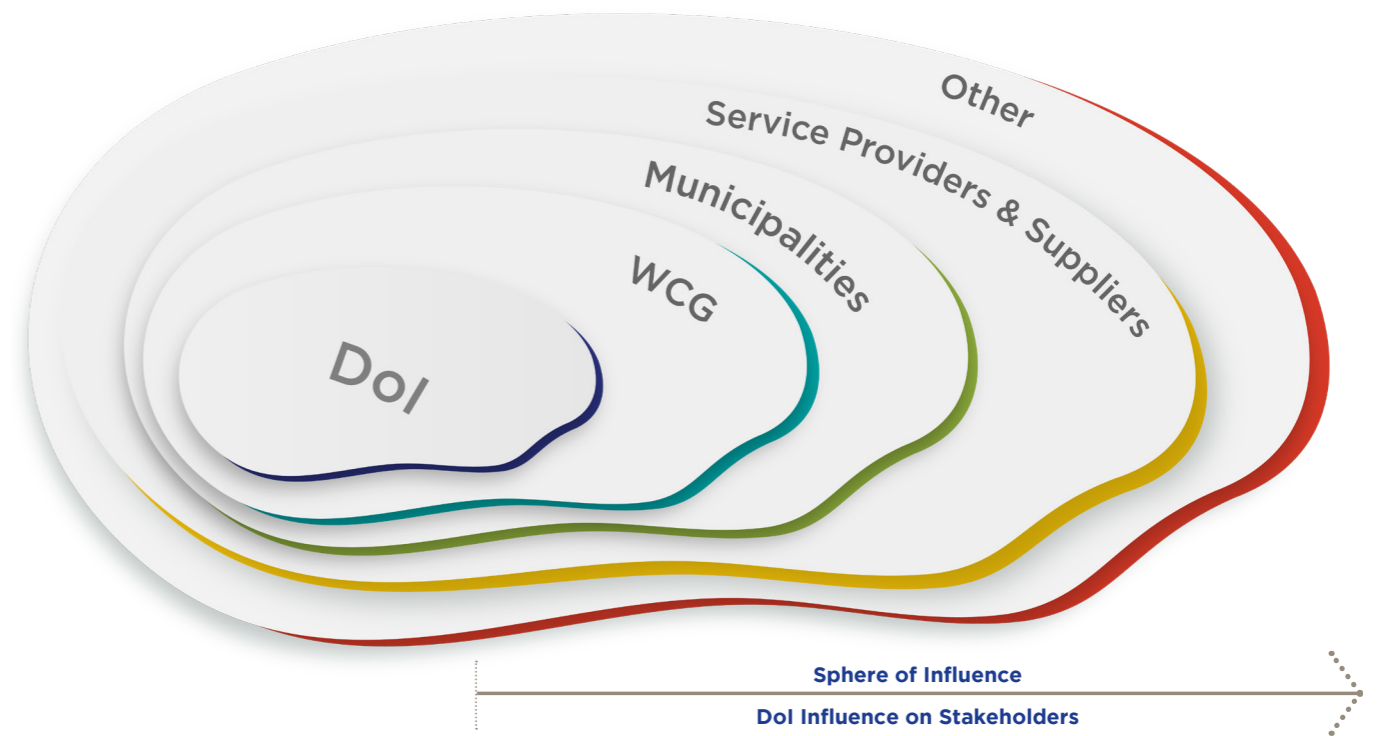 Other
Service Providers & Suppliers
Municipalities
WCG
DoI
Sphere of Influence
DoI Influence on Stakeholders